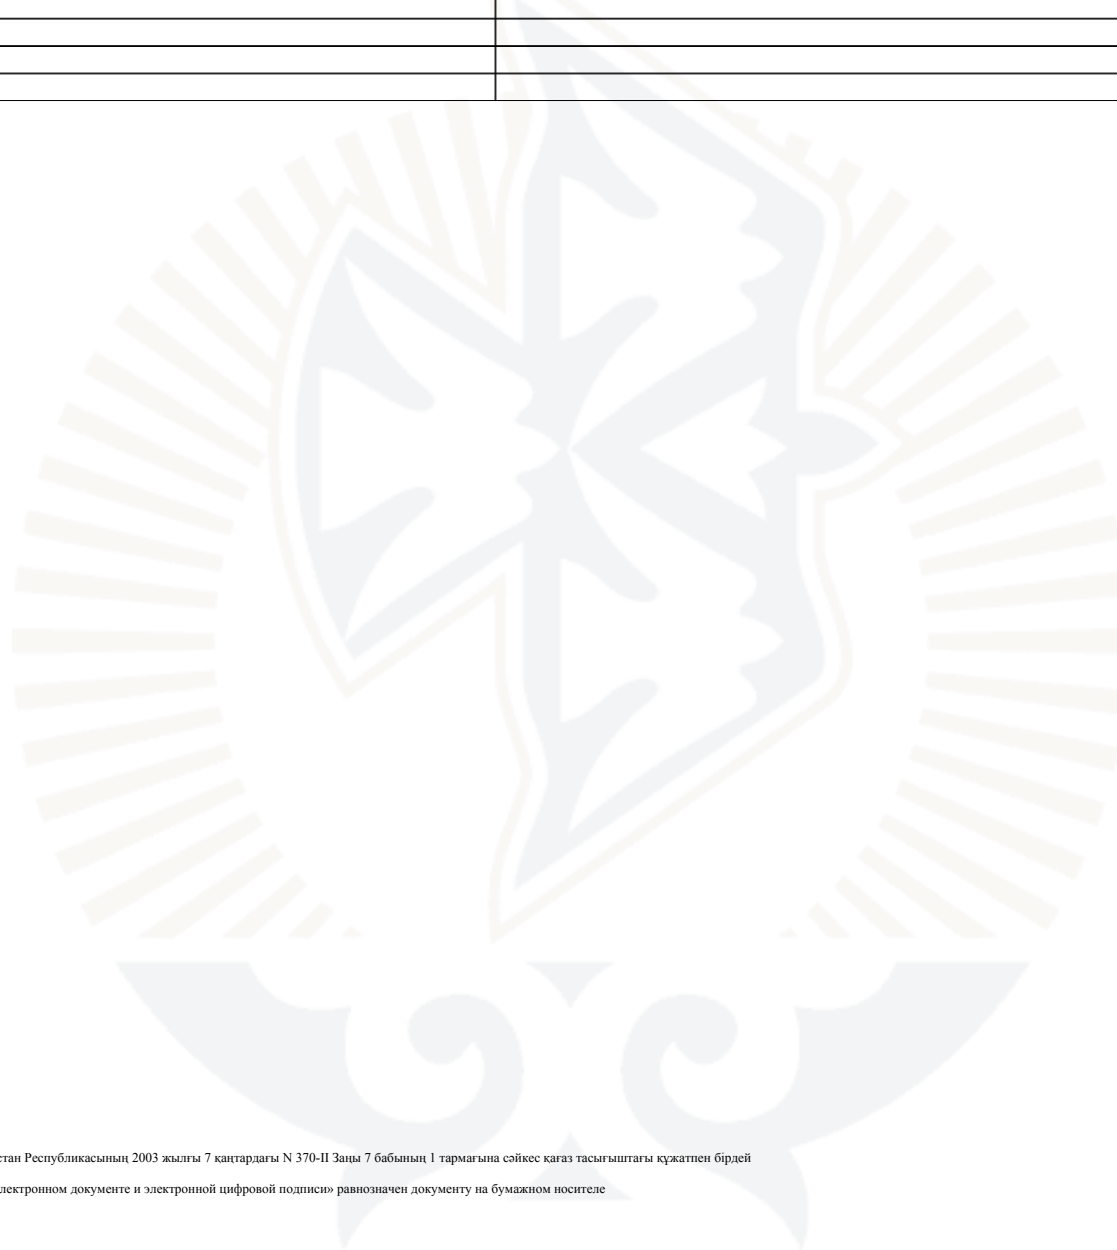 стан Республикасының 2003 жылғы 7 қаңтардағы N 370-II Заңы 7 бабының 1 тармағына сәйкес қағаз тасығыштағы құжатпен бірдей
лектронном документе и электронной цифровой подписи» равнозначен документу на бумажном носителе